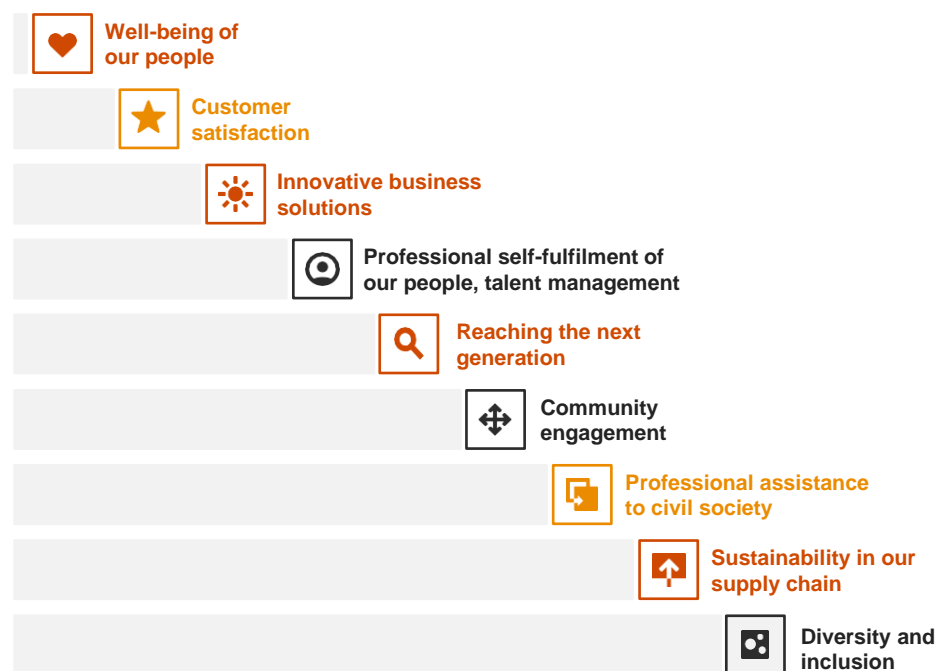 Well-being of
our people
Customer
satisfaction
Innovative business
solutions
Professional self-fulfilment of
our people, talent management
Reaching the next
generation
Community
engagement
Professional assistance
to civil society
Sustainability in our
supply chain
Diversity and
inclusion